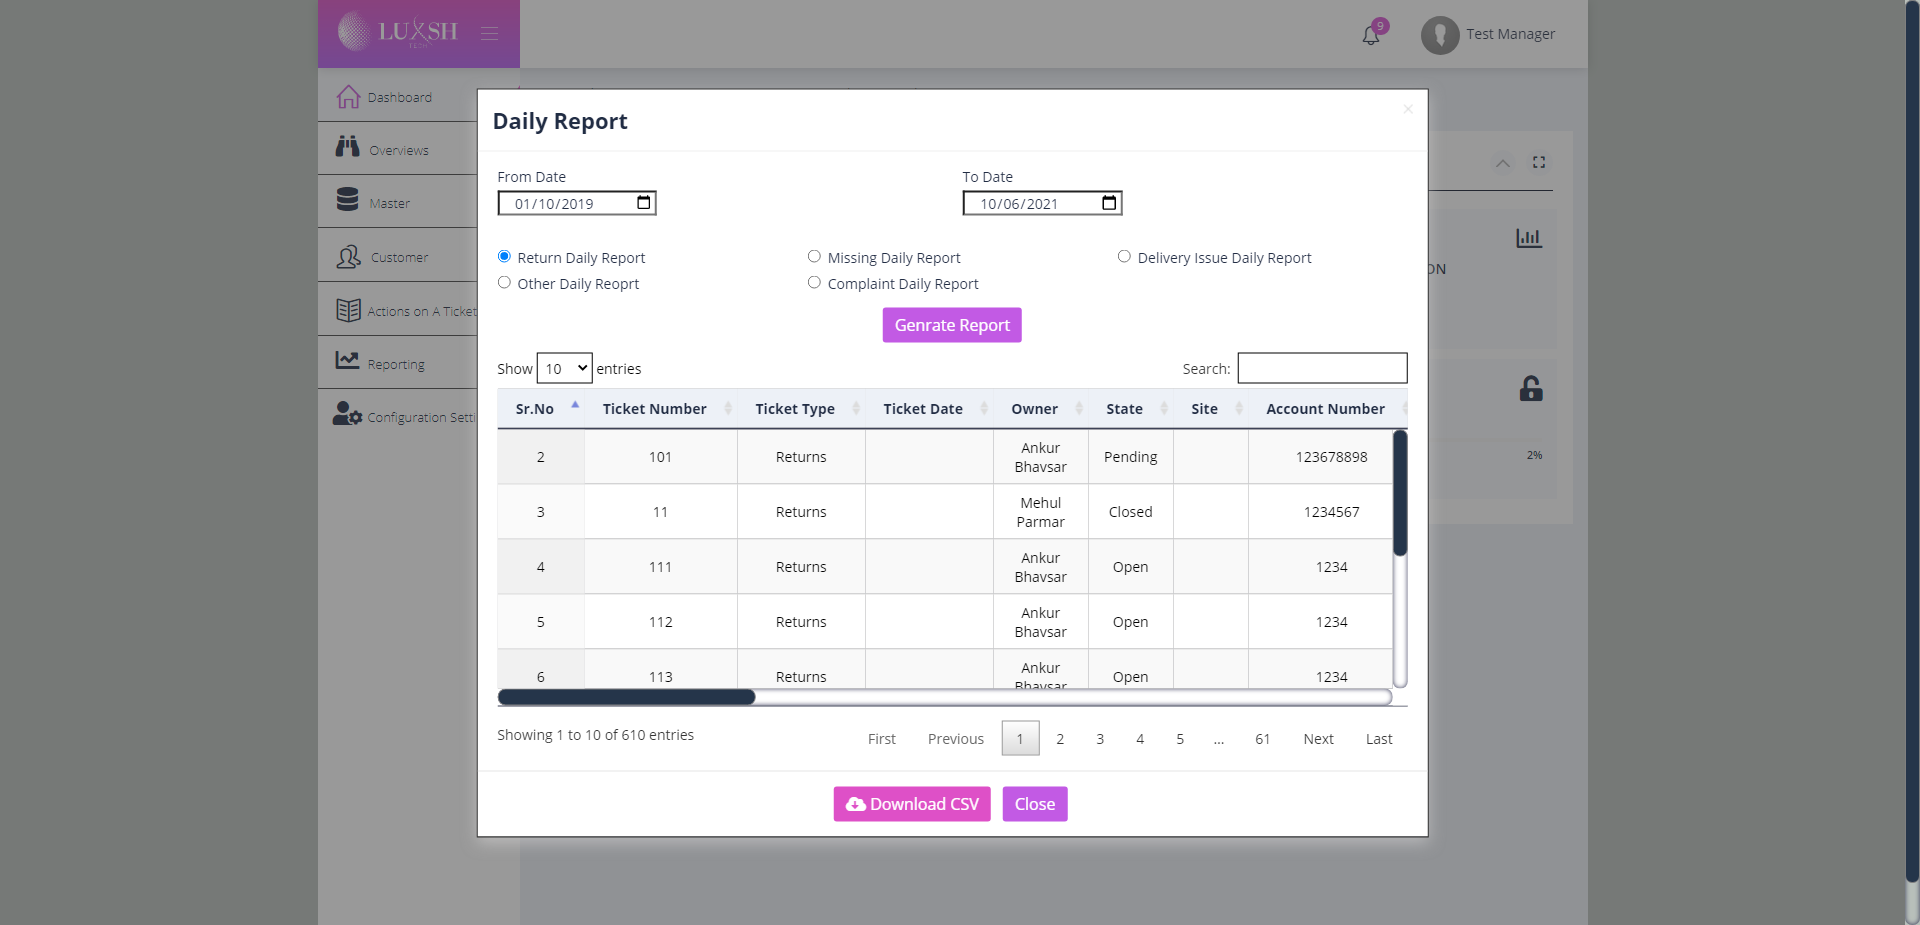 LUXSH
9
Test Manager
Dashboard
Overviews
Master
Customer
Actions on A Ticket
Reporting
Configuration Setti
Daily Report
×
From Date
To Date
01/10/2019
10/06/2021
Return Daily Report
Missing Daily Report
Delivery Issue Daily Report
Other Daily Reoprt
Complaint Daily Report
Genrate Report
Show 10 entries
Search:
Sr.No Ticket Number Ticket Type Ticket Date Owner State Site Account Number
2 101 Returns Ankur Bhavsar Pending 123678898
3 11 Returns Mehul Parmar Closed 1234567
4 111 Returns Ankur Bhavsar Open 1234
5 112 Returns Ankur Bhavsar Open 1234
6 113 Returns Ankur Bhavsar Open 1234
Showing 1 to 10 of 610 entries
First Previous 1 2 3 4 5 ... 61 Next Last
Download CSV
Close
ON
2%